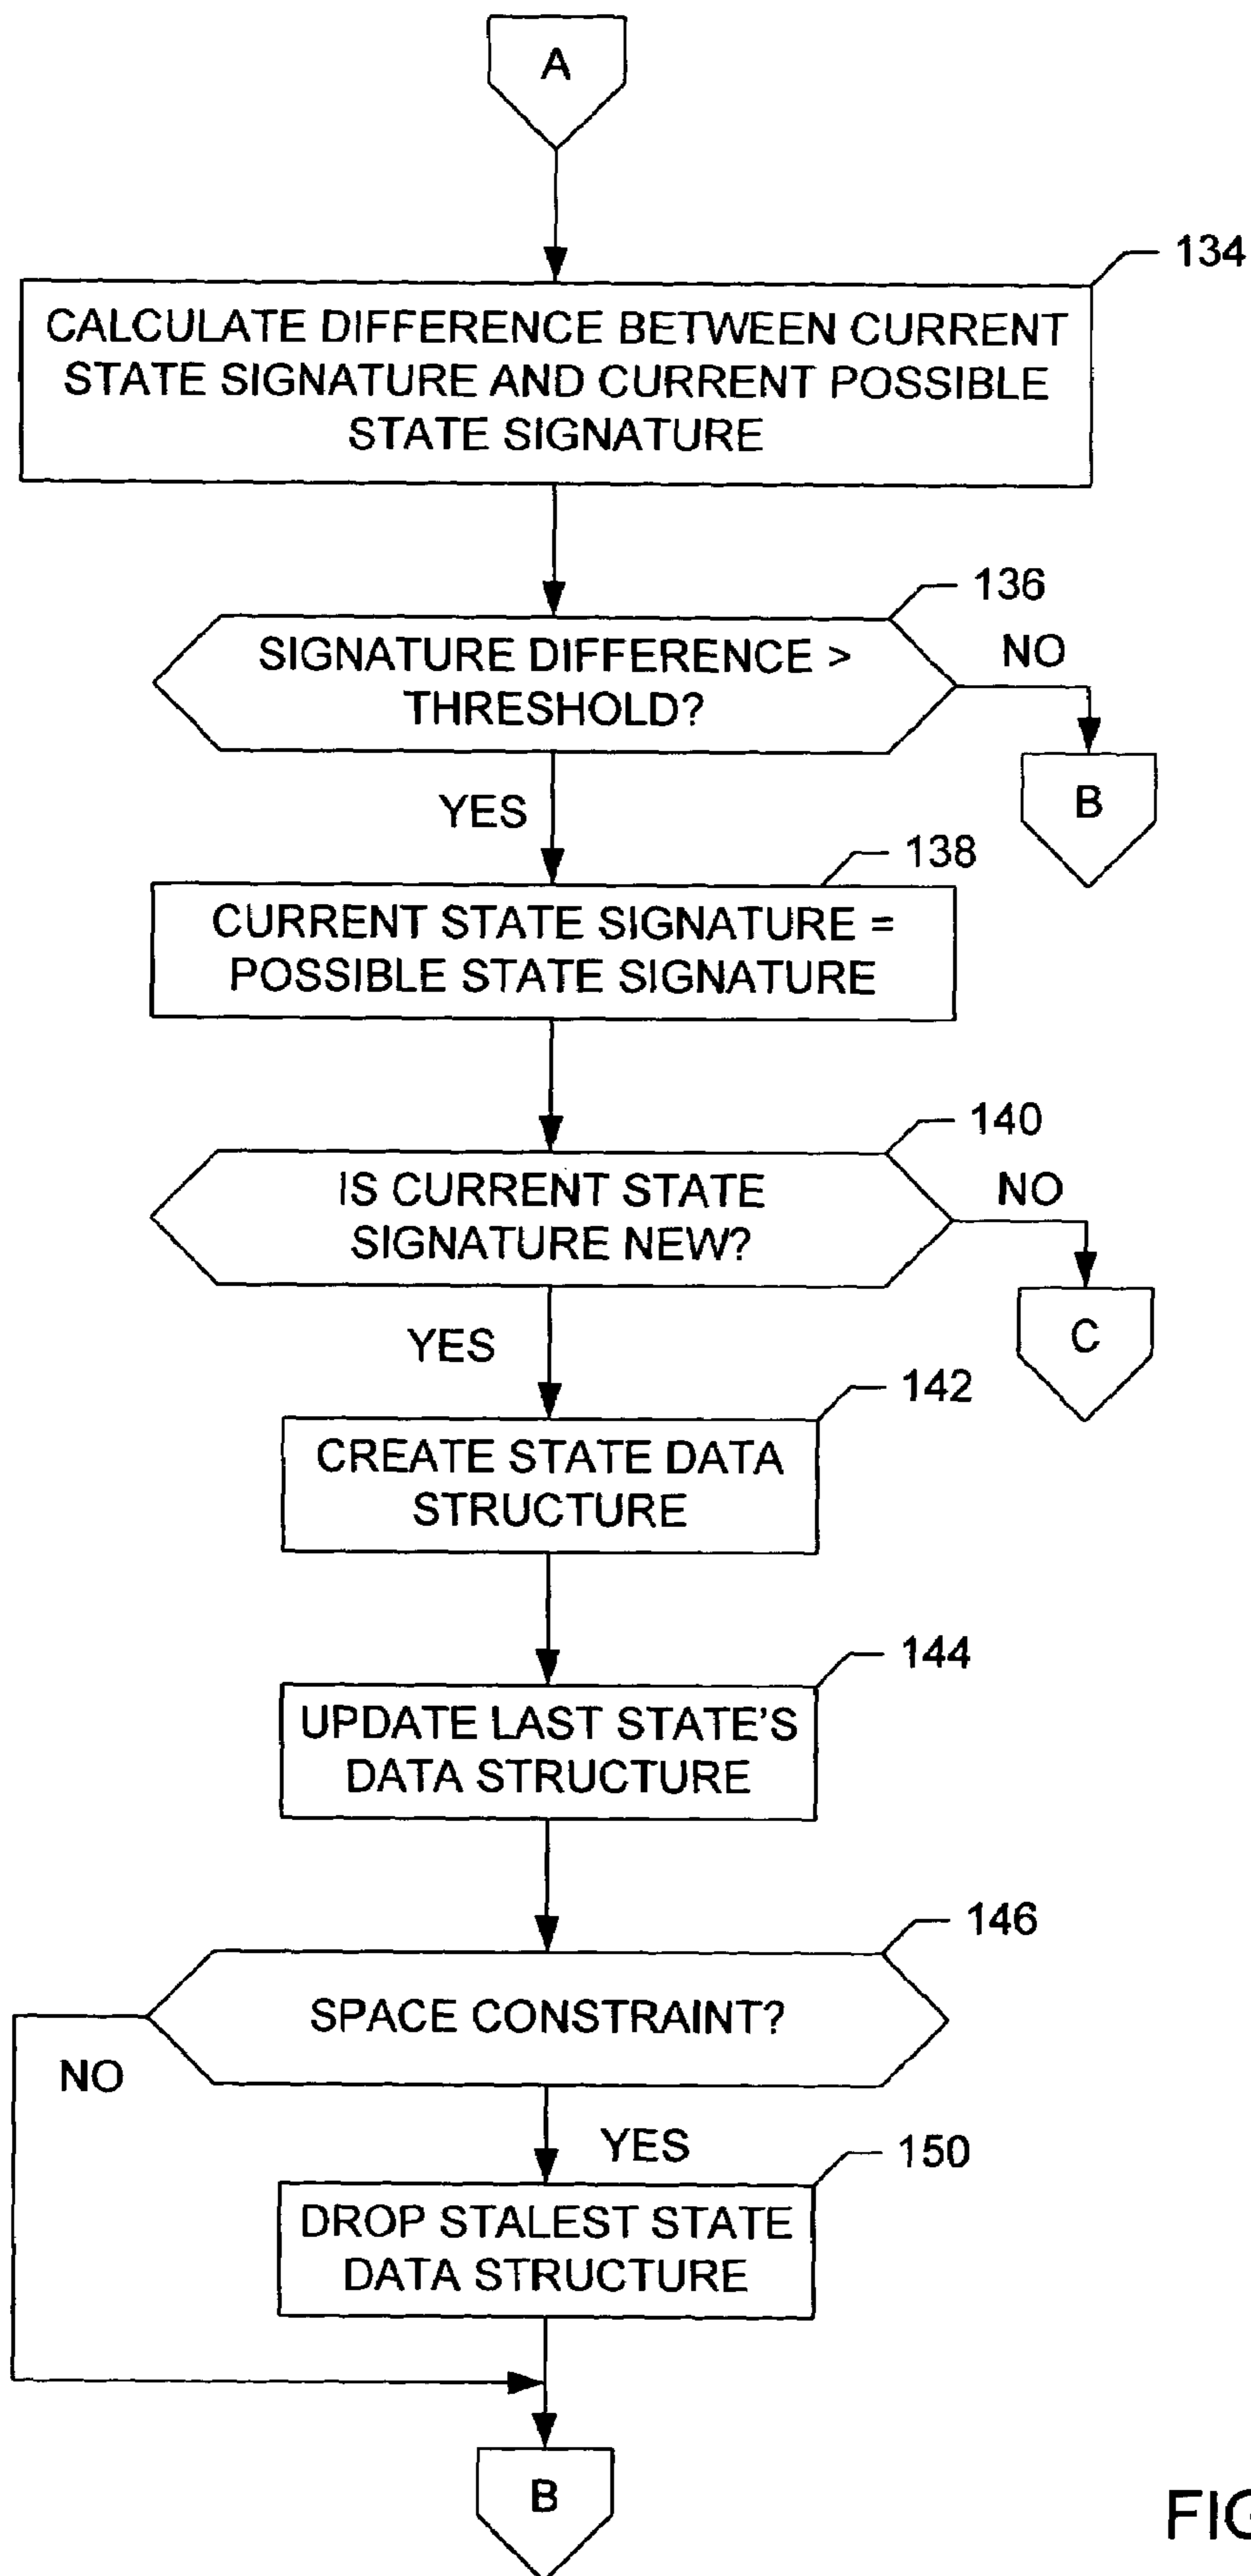 A
134
CALCULATE DIFFERENCE BETWEEN CURRENT
STATE SIGNATURE AND CURRENT POSSIBLE
STATE SIGNATURE
136
SIGNATURE DIFFERENCE >
THRESHOLD?
NO
B
YES
138
CURRENT STATE SIGNATURE =
POSSIBLE STATE SIGNATURE
140
IS CURRENT STATE
SIGNATURE NEW?
NO
C
YES
142
CREATE STATE DATA
STRUCTURE
144
UPDATE LAST STATE'S
DATA STRUCTURE
146
SPACE CONSTRAINT?
NO
YES
150
DROP STALEST STATE
DATA STRUCTURE
B
FIG